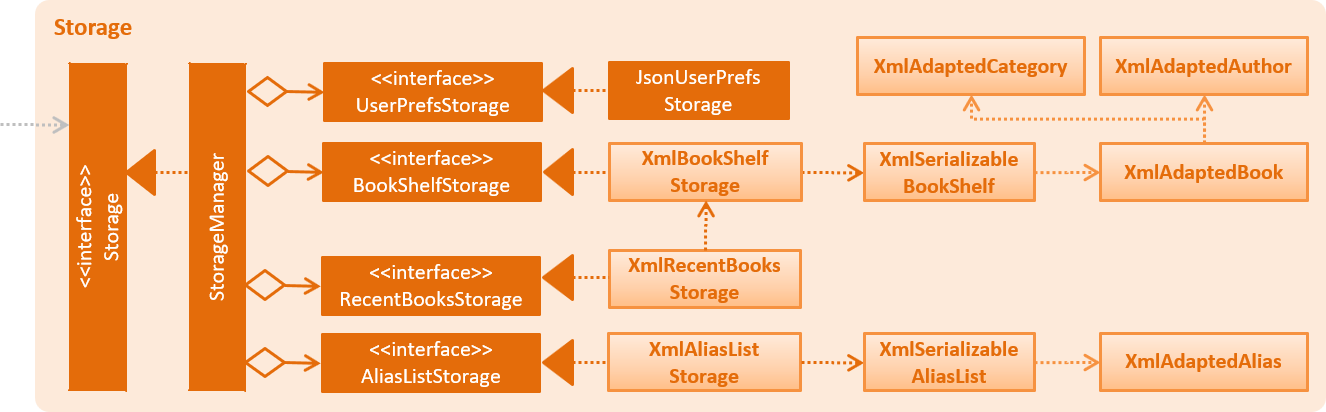 Storage
<<interface>>
Storage
StorageManager
<<interface>>
UserPrefsStorage
JsonUserPrefs
Storage
XmlAdaptedCategory
XmlAdaptedAuthor
<<interface>>
BookShelfStorage
XmlBookShelf
Storage
XmlSerializable
BookShelf
XmlAdaptedBook
<<interface>>
RecentBooksStorage
XmlRecentBooks
Storage
<<interface>>
AliasListStorage
XmlAliasList
Storage
XmlSerializable
AliasList
XmlAdaptedAlias